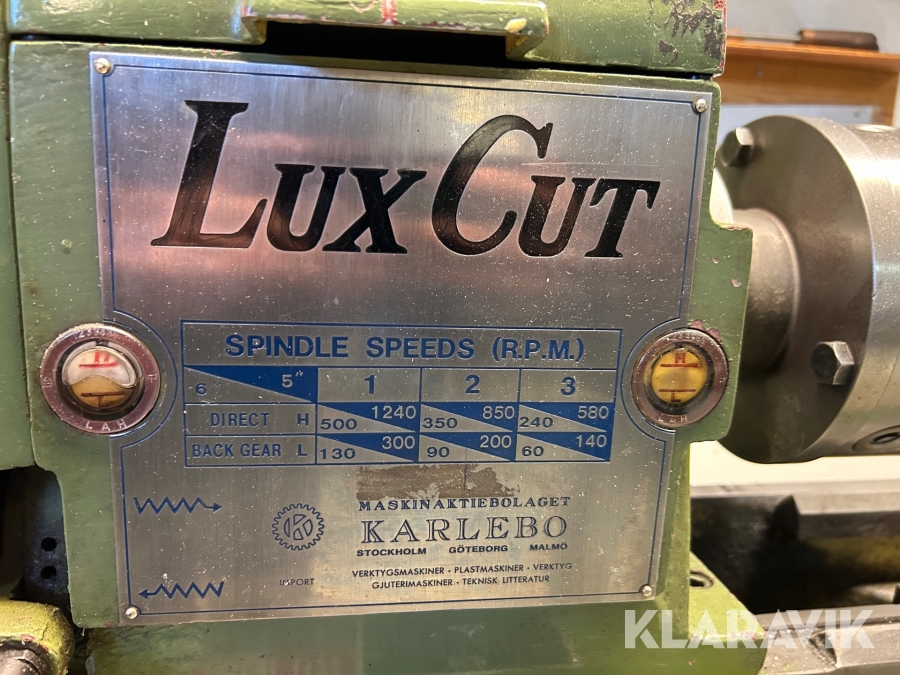 LUX CUT
SPINDLE SPEEDS (R.P.M.)
6" 5" 1 2 3
DIRECT H 500 1240 350 850 240 580
BACK GEAR L 130 300 90 200 60 140
MASKINAKTIEBOLAGET
KARLEBO
STOCKHOLM GÖTEBORG MALMÖ
IMPORT
VERKTYGSMASKINER · PLASTMASKINER · VERKTYG
GJUTERIMASKINER · TEKNISK LITTERATUR
H
L
KLARAVIK